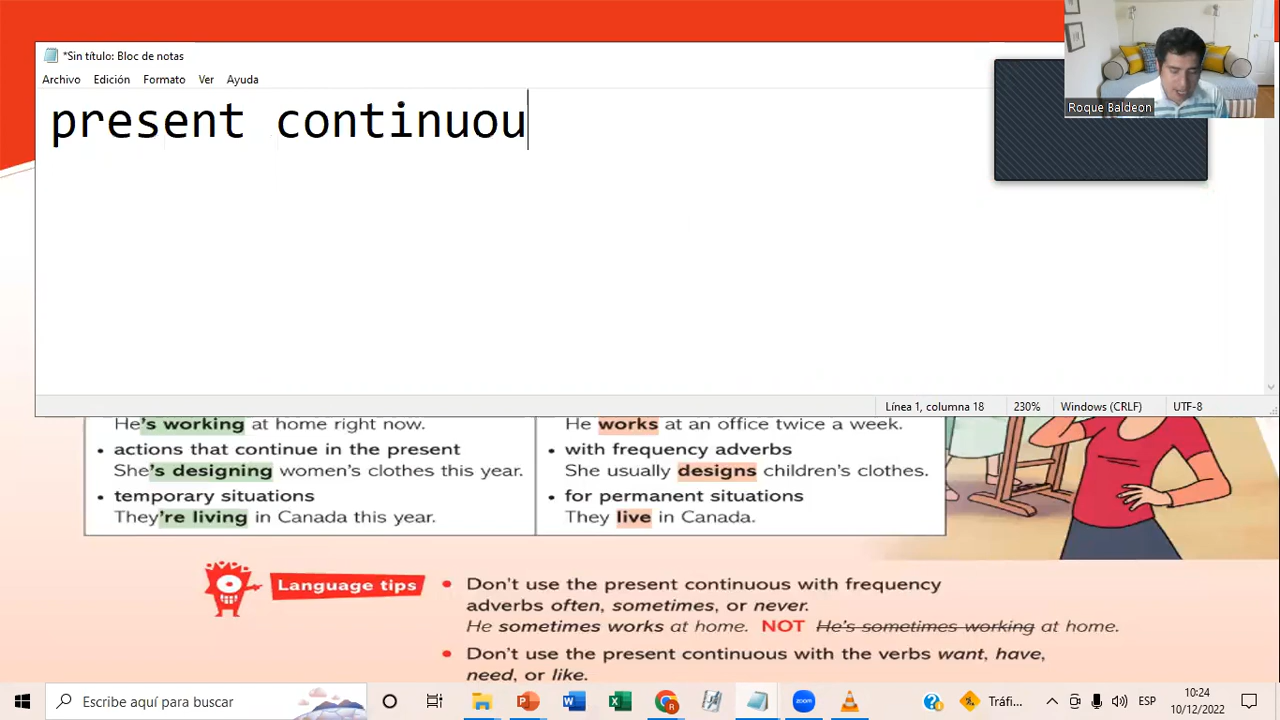 *Sin título: Bloc de notas
Archivo Edición Formato Ver Ayuda
Roque Baldeon
present continuou
Línea 1, columna 18 230% Windows (CRLF) UTF-8
He's working at home right now.
• actions that continue in the present
She's designing women's clothes this year.
• temporary situations
They're living in Canada this year.
He works at an office twice a week.
• with frequency adverbs
She usually designs children's clothes.
• for permanent situations
They live in Canada.
Language tips
• Don't use the present continuous with frequency
adverbs often, sometimes, or never.
He sometimes works at home. NOT He's sometimes working at home.
• Don't use the present continuous with the verbs want, have,
need, or like.
Escribe aquí para buscar
Tráfi...
ESP
10:24
10/12/2022